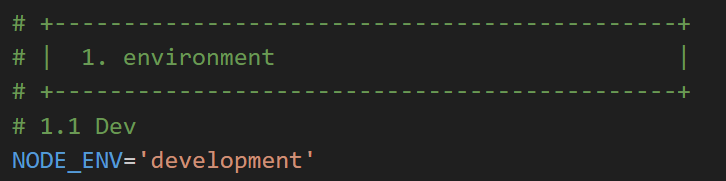 # +---------------------------------------------+
# |  1. environment                             |
# +---------------------------------------------+
# 1.1 Dev
NODE_ENV='development'